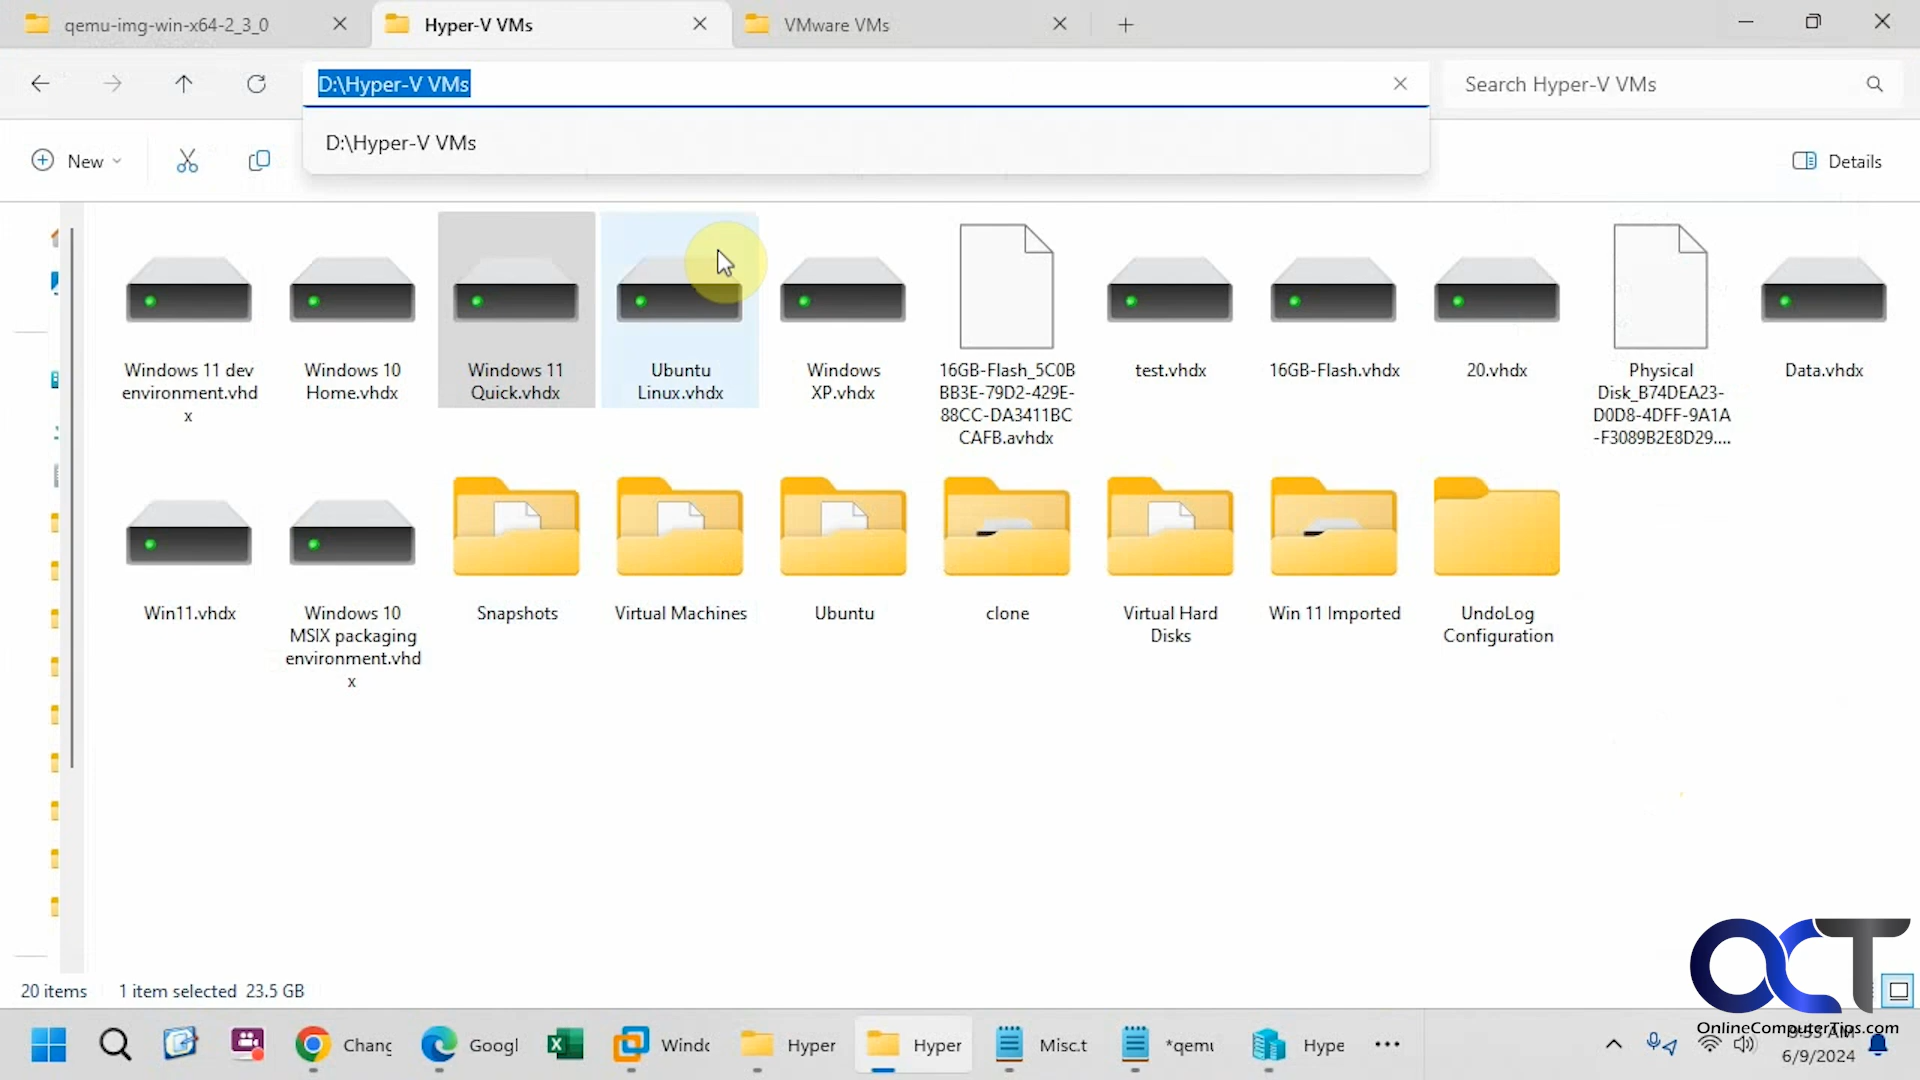 qemu-img-win-x64-2_3_0
Hyper-V VMs
VMware VMs
D:\Hyper-V VMs
Search Hyper-V VMs
D:\Hyper-V VMs
New
Details
Windows 11 dev
environment.vhd
x
Windows 10
Home.vhdx
Windows 11
Quick.vhdx
Ubuntu
Linux.vhdx
Windows
XP.vhdx
16GB-Flash_5C0B
BB3E-79D2-429E-
88CC-DA3411BC
CAFB.avhdx
test.vhdx
16GB-Flash.vhdx
20.vhdx
Physical
Disk_B74DEA23-
D0D8-4DFF-9A1A
-F3089B2E8D29....
Data.vhdx
Win11.vhdx
Windows 10
MSIX packaging
environment.vhd
x
Snapshots
Virtual Machines
Ubuntu
clone
Virtual Hard
Disks
Win 11 Imported
UndoLog
Configuration
20 items
1 item selected 23.5 GB
OCT
OnlineComputerTips.com
Chang
Googl
Windo
Hyper
Hyper
Misc.t
*qemu
Hype
6/9/2024